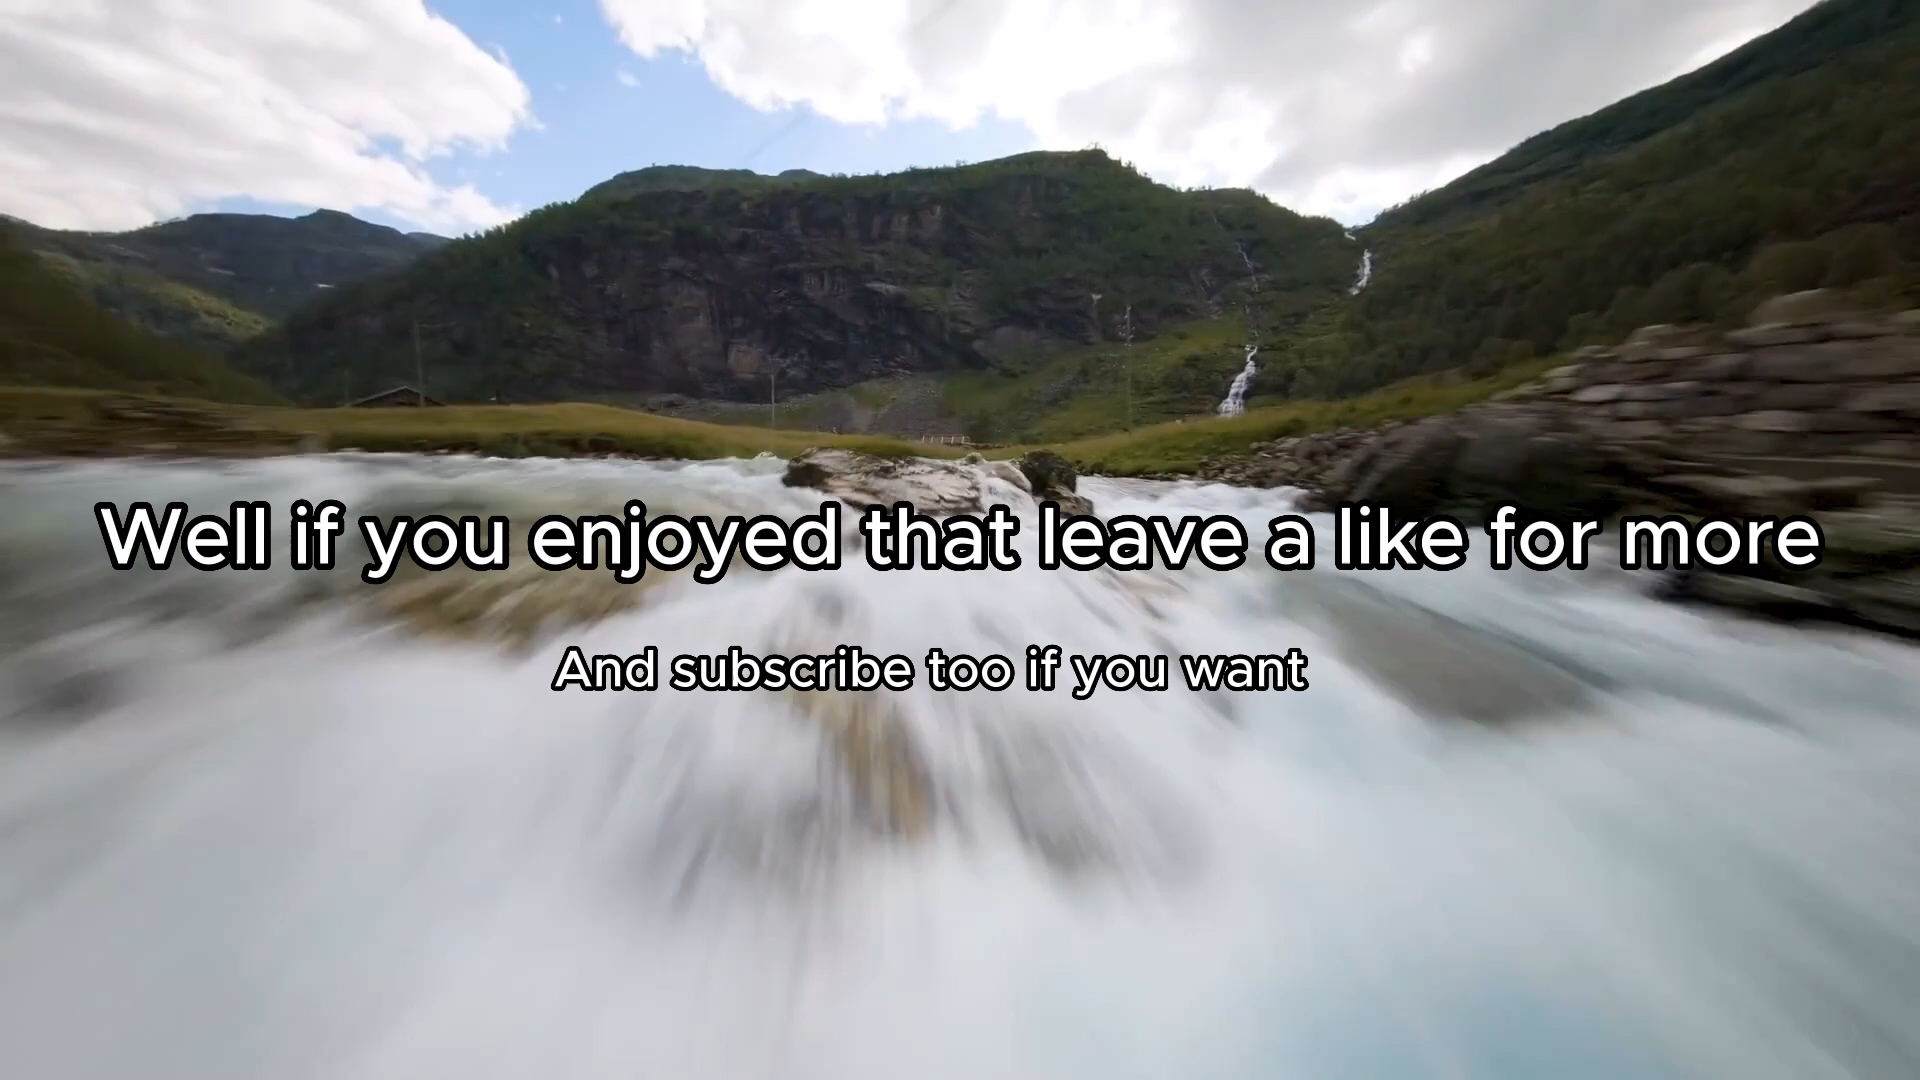 Well if you enjoyed that leave a like for more
And subscribe too if you want